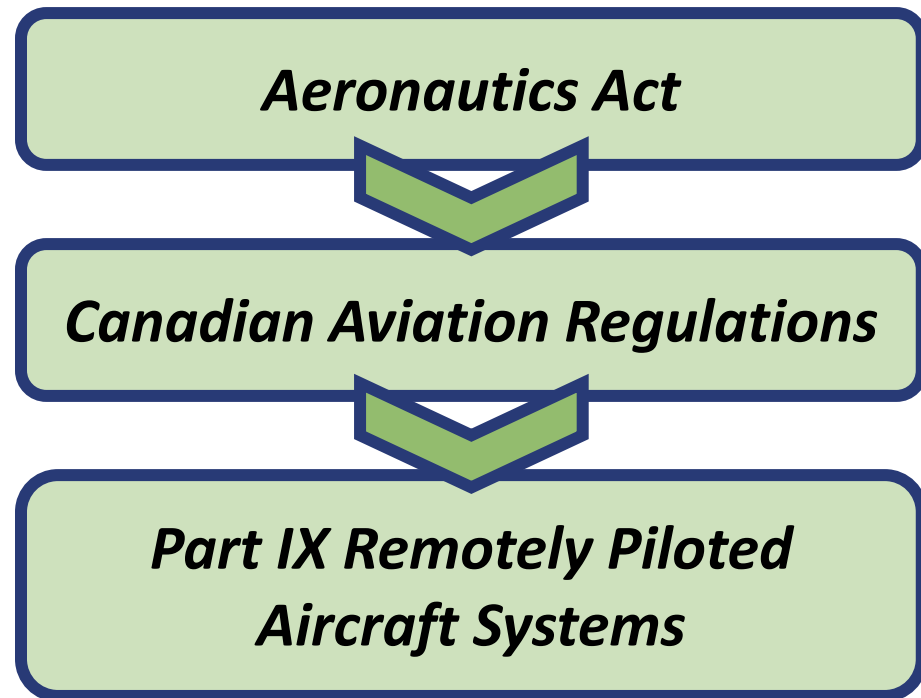 Aeronautics Act
Canadian Aviation Regulations
Part IX Remotely Piloted
Aircraft Systems